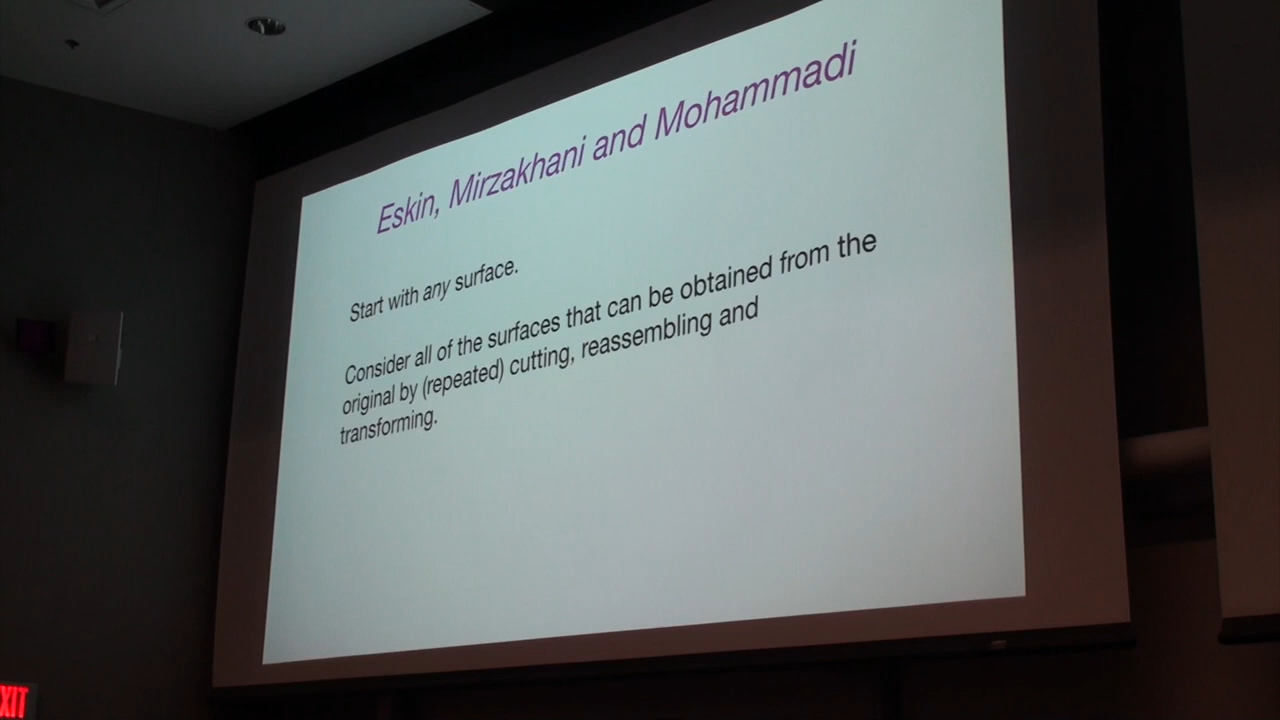 Eskin, Mirzakhani and Mohammadi
Start with any surface.
Consider all of the surfaces that can be obtained from the
original by (repeated) cutting, reassembling and
transforming.
XIT